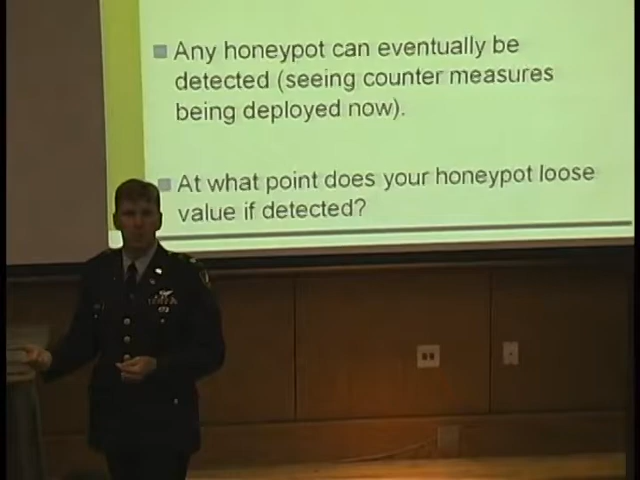 Any honeypot can eventually be
detected (seeing counter measures
being deployed now).
At what point does your honeypot loose
value if detected?